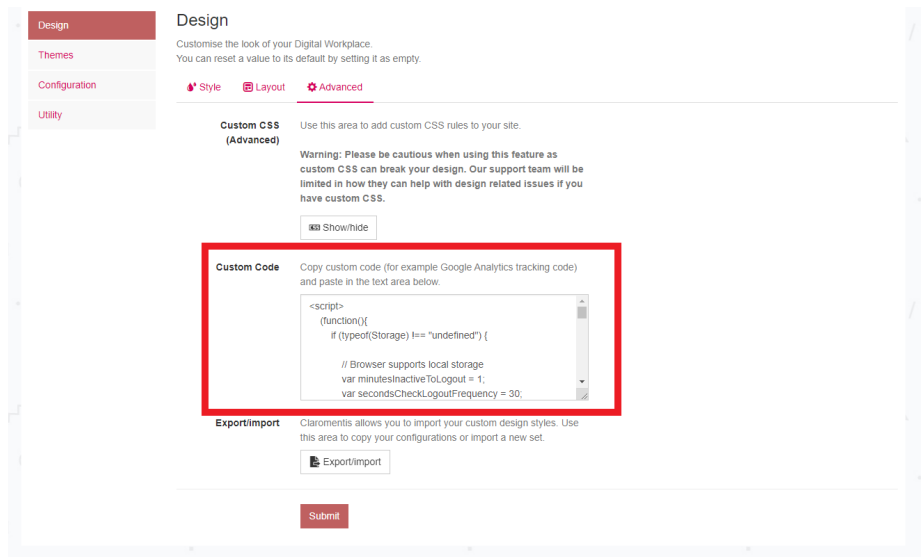 Design
Themes
Configuration
Utility
Design
Customise the look of your Digital Workplace.
You can reset a value to its default by setting it as empty.
Style
Layout
Advanced
Custom CSS
(Advanced)
Use this area to add custom CSS rules to your site.
Warning: Please be cautious when using this feature as
custom CSS can break your design. Our support team will be
limited in how they can help with design related issues if you
have custom CSS.
Show/hide
Custom Code
Copy custom code (for example Google Analytics tracking code)
and paste in the text area below.
<script>
(function(){
if (typeof(Storage) !== "undefined") {
// Browser supports local storage
var minutesInactiveToLogout = 1;
var secondsCheckLogoutFrequency = 30;
Export/import
Claromentis allows you to import your custom design styles. Use
this area to copy your configurations or import a new set.
Export/import
Submit